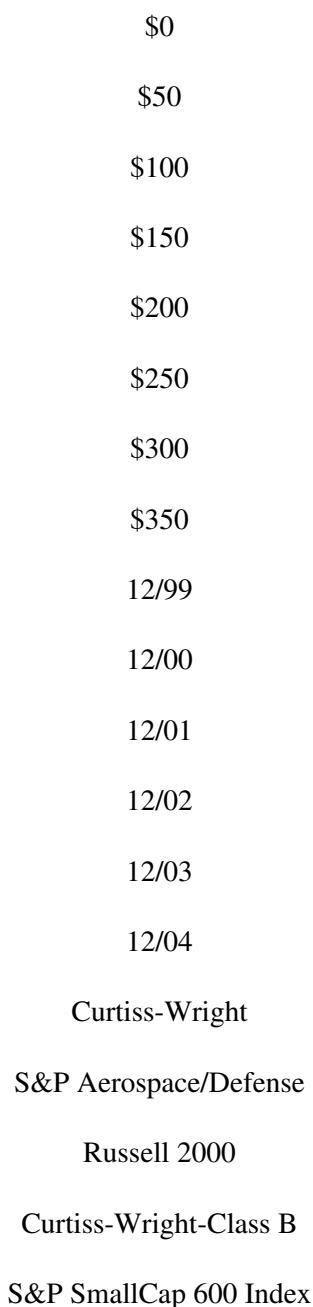 $0
$50
$100
$150
$200
$250
$300
$350
12/99
12/00
12/01
12/02
12/03
12/04
Curtiss-Wright
S&P Aerospace/Defense
Russell 2000
Curtiss-Wright-Class B
S&P SmallCap 600 Index